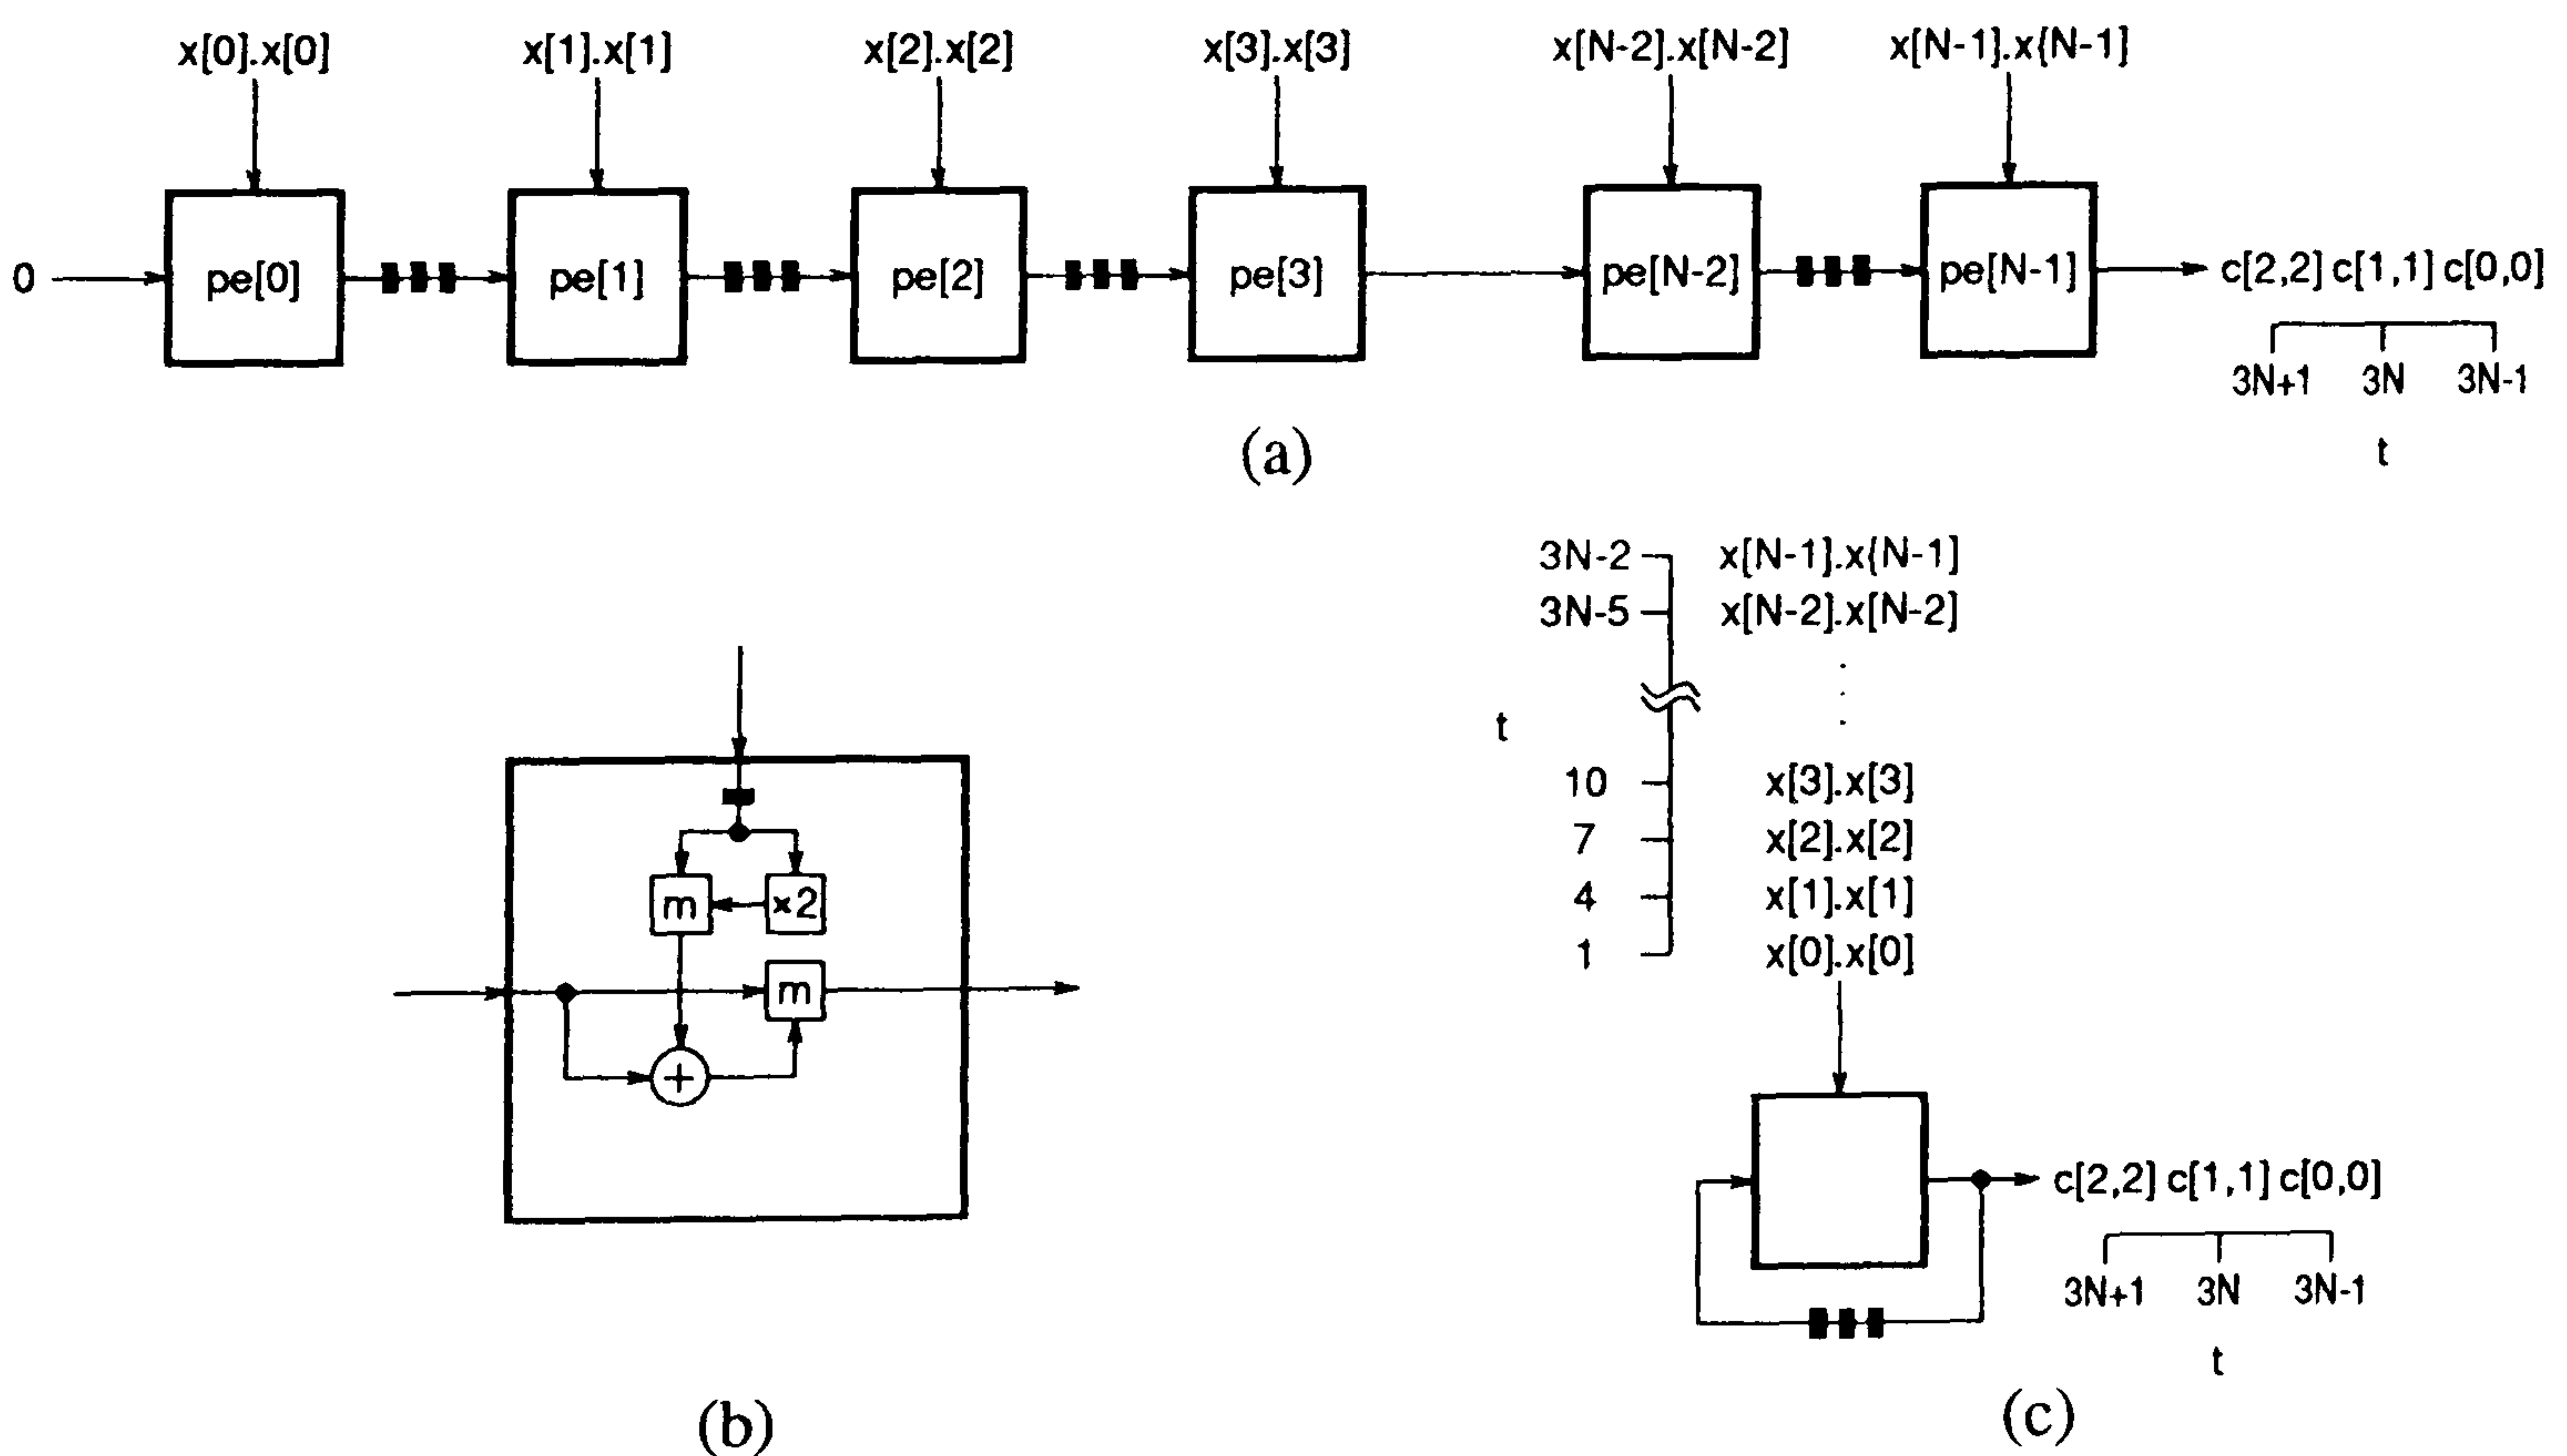 x[0].x[0] x[1].x[1] x[2].x[2] x[3].x[3] x[N-2].x[N-2] x[N-1].x{N-1]
0 pe[0] pe[1] pe[2] pe[3] pe[N-2] pe[N-1] c[2,2] c[1,1] c[0,0]
3N+1 3N 3N-1
t
(a)
m x2
m
+
(b)
3N-2 x[N-1].x{N-1]
3N-5 x[N-2].x[N-2]
t
10 x[3].x[3]
7 x[2].x[2]
4 x[1].x[1]
1 x[0].x[0]
c[2,2] c[1,1] c[0,0]
3N+1 3N 3N-1
t
(c)